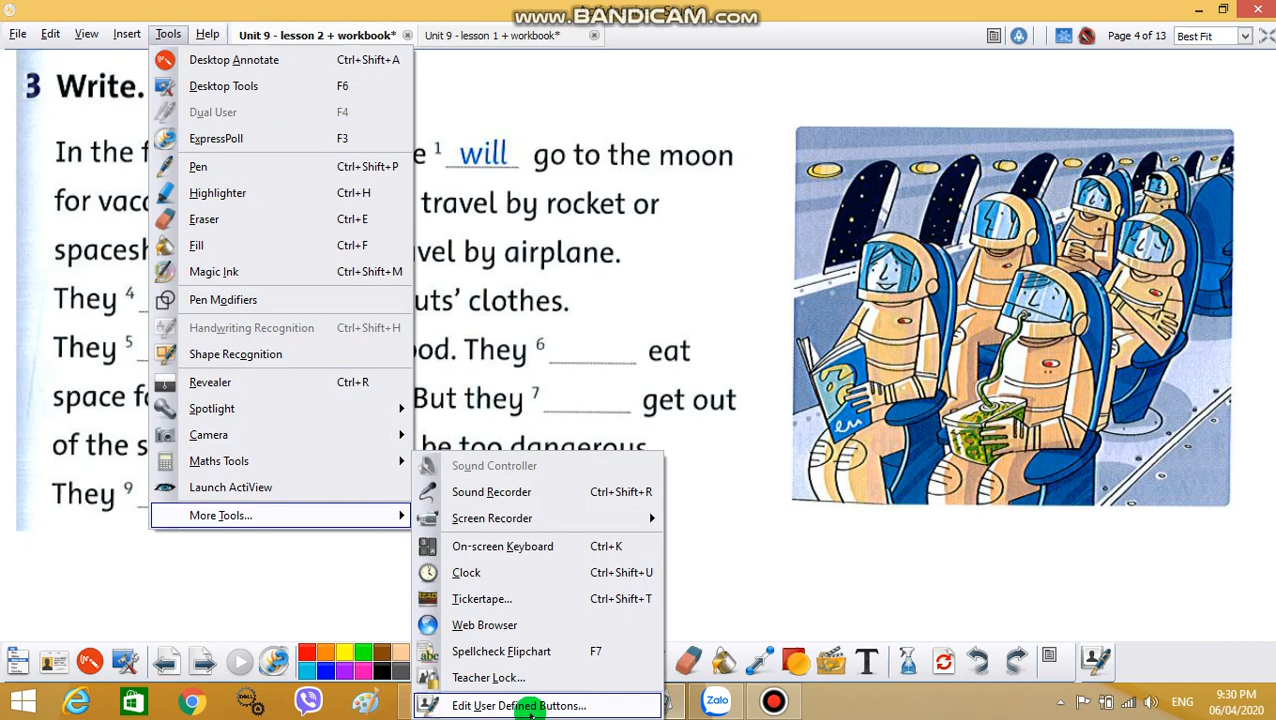 www.BANDICAM.com
File Edit View Insert Tools Help Unit 9 - lesson 2 + workbook* Unit 9 - lesson 1 + workbook* Page 4 of 13 Best Fit
Desktop Annotate Ctrl+Shift+A
Desktop Tools F6
Dual User F4
ExpressPoll F3
Pen Ctrl+Shift+P
Highlighter Ctrl+H
Eraser Ctrl+E
Fill Ctrl+F
Magic Ink Ctrl+Shift+M
Pen Modifiers
Handwriting Recognition Ctrl+Shift+H
Shape Recognition
Revealer Ctrl+R
Spotlight
Camera
Maths Tools
Launch ActiView
More Tools...
Sound Controller
Sound Recorder Ctrl+Shift+R
Screen Recorder
On-screen Keyboard Ctrl+K
Clock Ctrl+Shift+U
Tickertape... Ctrl+Shift+T
Web Browser
Spellcheck Flipchart F7
Teacher Lock...
Edit User Defined Buttons...
3 Write.
In the f e 1 will go to the moon
for vac travel by rocket or
spacesh vel by airplane.
They 4 uts' clothes.
They 5 ood. They 6 ______ eat
space fo But they 7 ______ get out
of the s be too dangerous.
They 9
en
Zalo
ENG
9:30 PM
06/04/2020